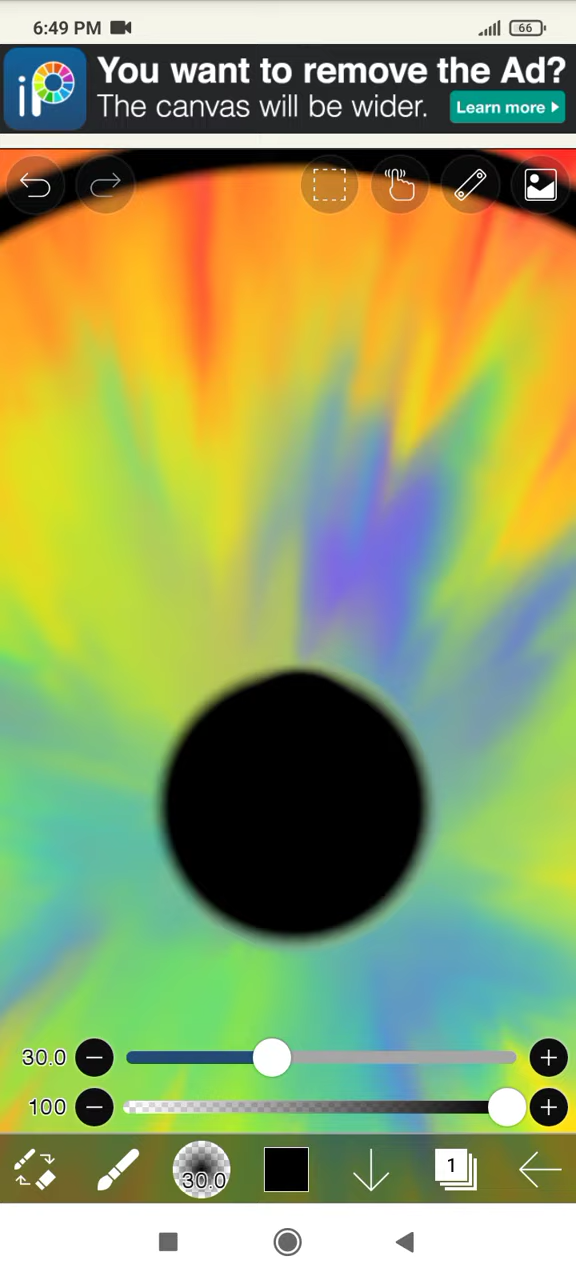 6:49 PM
66
iP
You want to remove the Ad?
The canvas will be wider.
Learn more
30.0
100
30.0
1